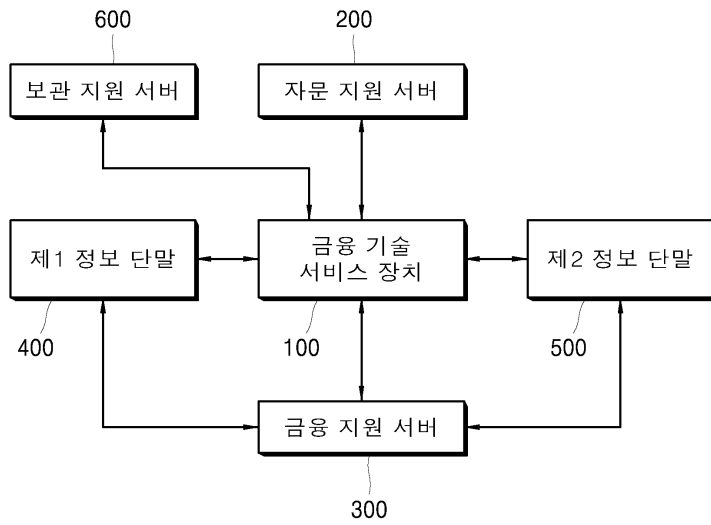 600
200
보관 지원 서버
자문 지원 서버
제1 정보 단말
금융 기술
서비스 장치
제2 정보 단말
400
100
500
금융 지원 서버
300